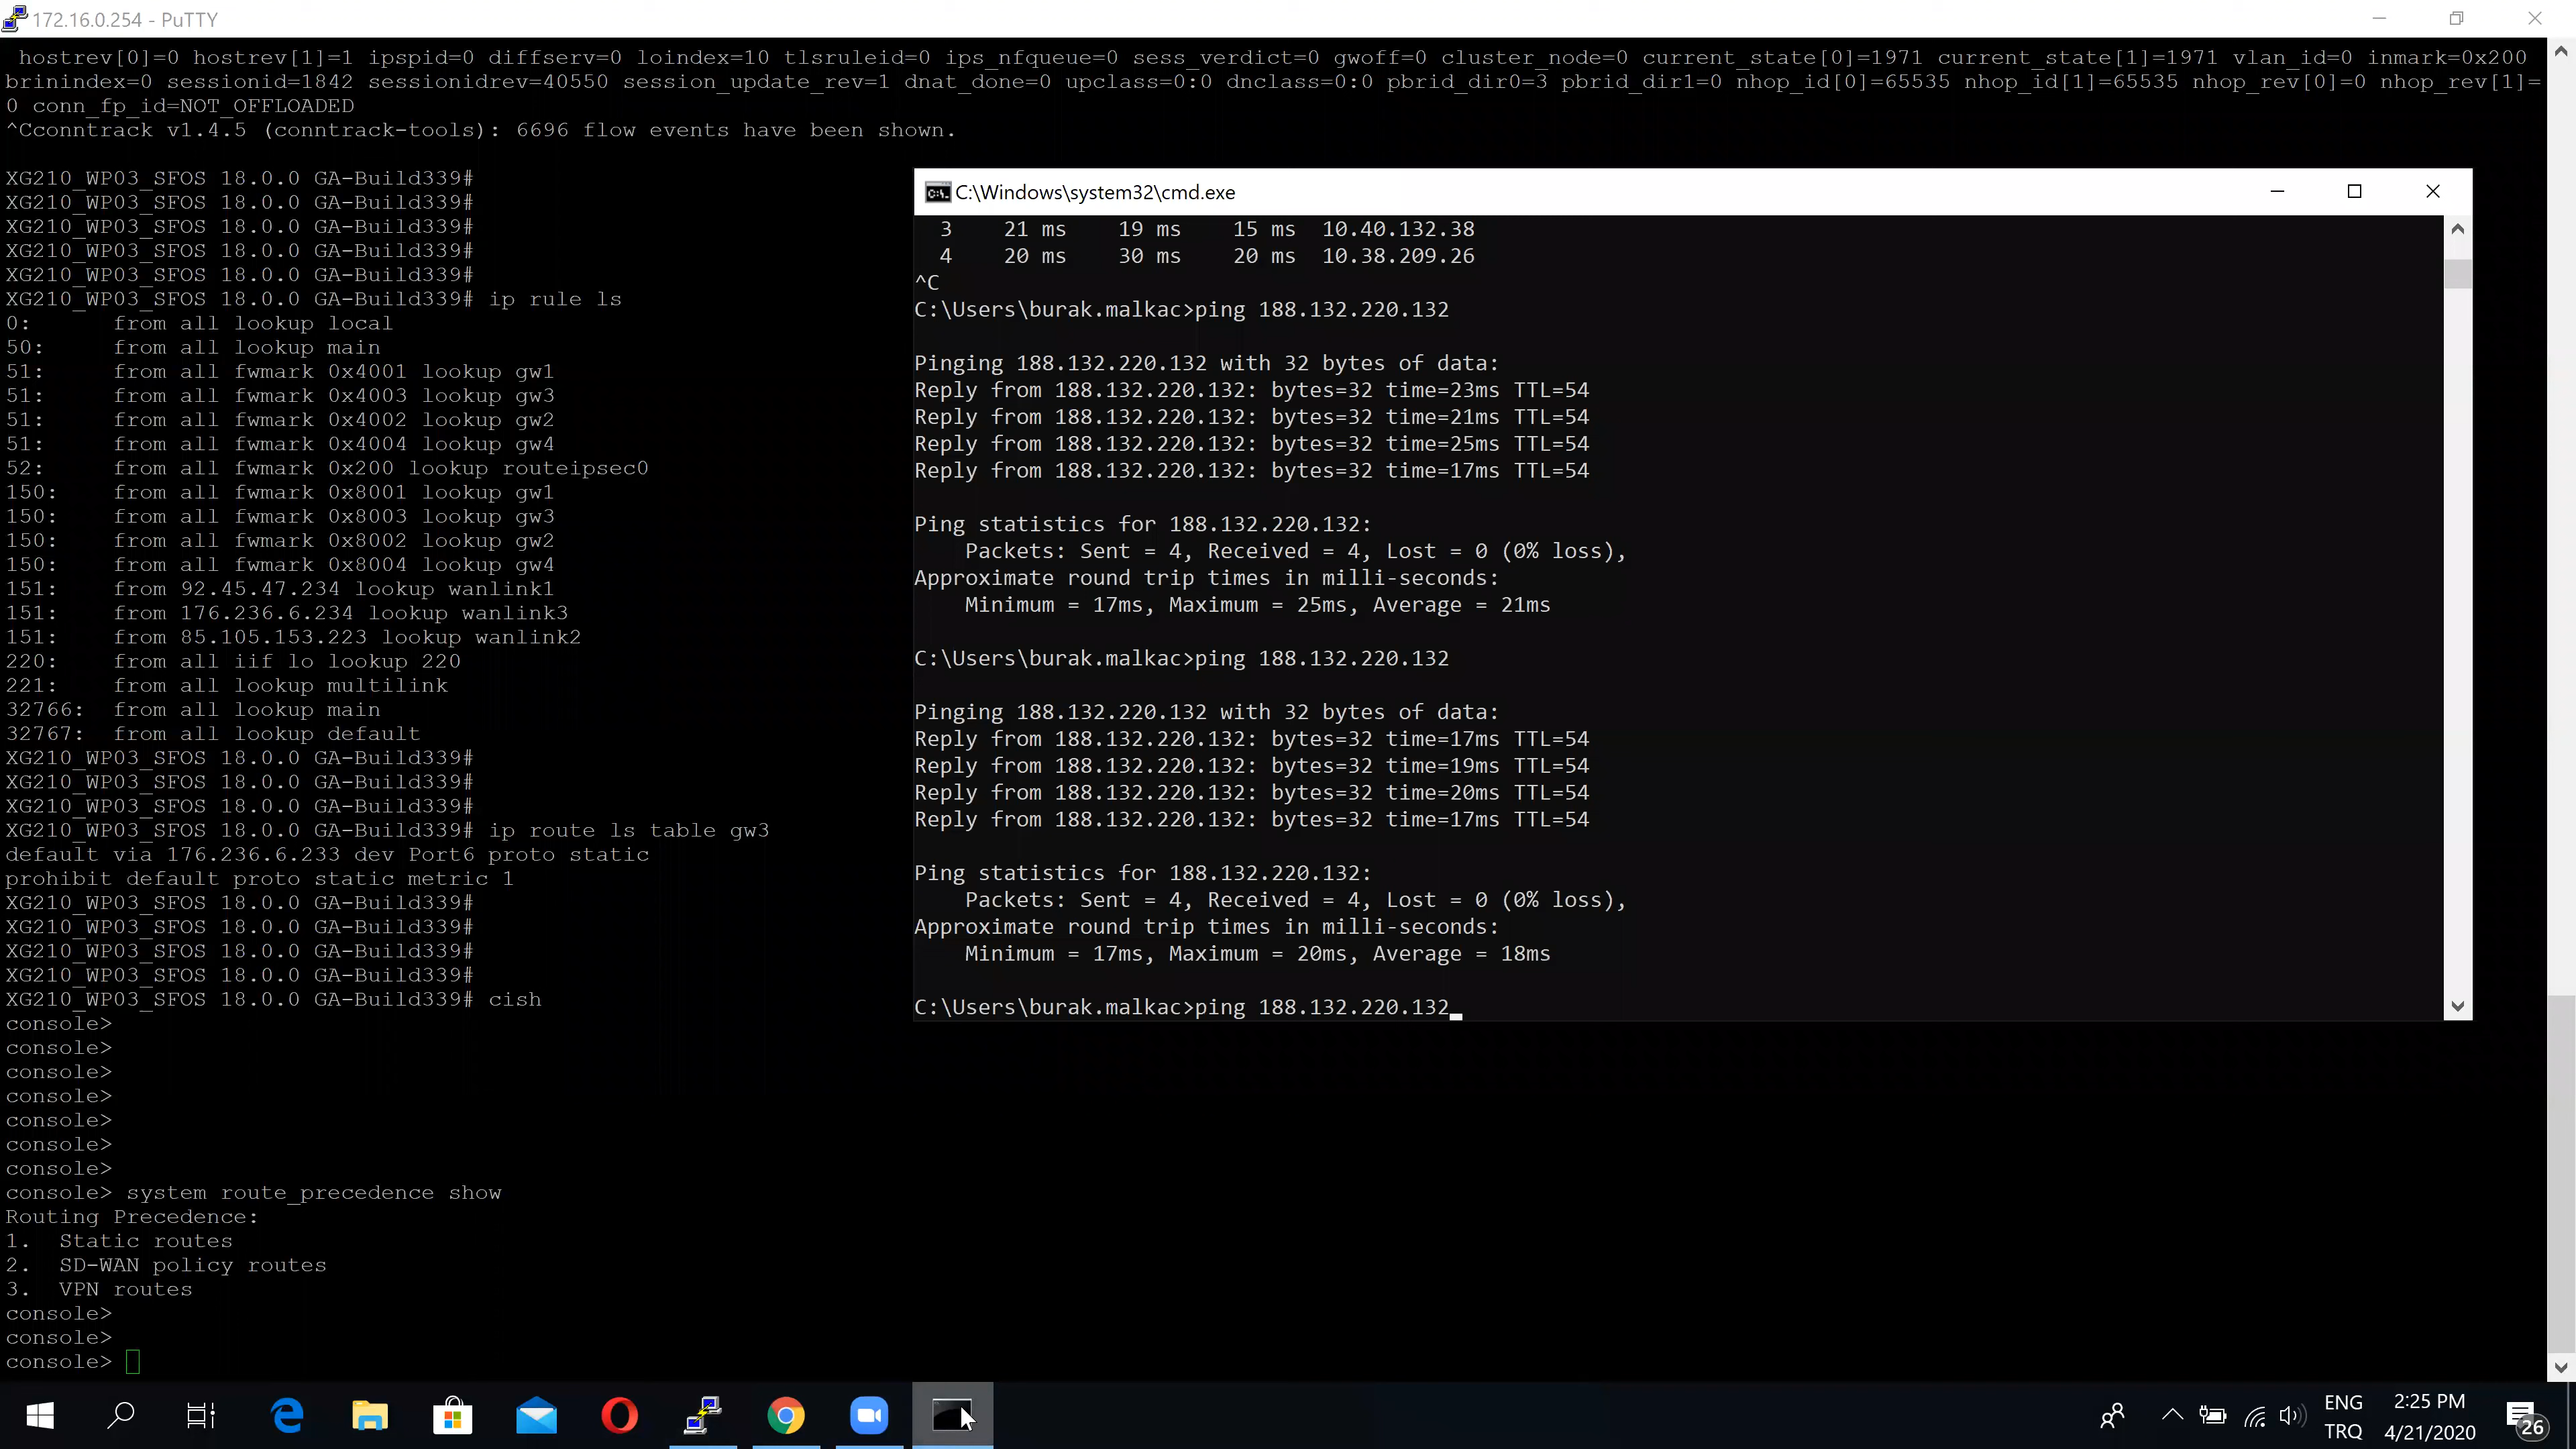 172.16.0.254 - PuTTY
hostrev[0]=0 hostrev[1]=1 ipspid=0 diffserv=0 loindex=10 tlsruleid=0 ips_nfqueue=0 sess_verdict=0 gwoff=0 cluster_node=0 current_state[0]=1971 current_state[1]=1971 vlan_id=0 inmark=0x200
brinindex=0 sessionid=1842 sessionidrev=40550 session_update_rev=1 dnat_done=0 upclass=0:0 dnclass=0:0 pbrid_dir0=3 pbrid_dir1=0 nhop_id[0]=65535 nhop_id[1]=65535 nhop_rev[0]=0 nhop_rev[1]=
0 conn_fp_id=NOT_OFFLOADED
^Cconntrack v1.4.5 (conntrack-tools): 6696 flow events have been shown.
XG210_WP03_SFOS 18.0.0 GA-Build339#
XG210_WP03_SFOS 18.0.0 GA-Build339#
XG210_WP03_SFOS 18.0.0 GA-Build339#
XG210_WP03_SFOS 18.0.0 GA-Build339#
XG210_WP03_SFOS 18.0.0 GA-Build339#
XG210_WP03_SFOS 18.0.0 GA-Build339# ip rule ls
0: from all lookup local
50: from all lookup main
51: from all fwmark 0x4001 lookup gw1
51: from all fwmark 0x4003 lookup gw3
51: from all fwmark 0x4002 lookup gw2
51: from all fwmark 0x4004 lookup gw4
52: from all fwmark 0x200 lookup routeipsec0
150: from all fwmark 0x8001 lookup gw1
150: from all fwmark 0x8003 lookup gw3
150: from all fwmark 0x8002 lookup gw2
150: from all fwmark 0x8004 lookup gw4
151: from 92.45.47.234 lookup wanlink1
151: from 176.236.6.234 lookup wanlink3
151: from 85.105.153.223 lookup wanlink2
220: from all iif lo lookup 220
221: from all lookup multilink
32766: from all lookup main
32767: from all lookup default
XG210_WP03_SFOS 18.0.0 GA-Build339#
XG210_WP03_SFOS 18.0.0 GA-Build339#
XG210_WP03_SFOS 18.0.0 GA-Build339#
XG210_WP03_SFOS 18.0.0 GA-Build339# ip route ls table gw3
default via 176.236.6.233 dev Port6 proto static
prohibit default proto static metric 1
XG210_WP03_SFOS 18.0.0 GA-Build339#
XG210_WP03_SFOS 18.0.0 GA-Build339#
XG210_WP03_SFOS 18.0.0 GA-Build339#
XG210_WP03_SFOS 18.0.0 GA-Build339#
XG210_WP03_SFOS 18.0.0 GA-Build339# cish
console>
console>
console>
console>
console>
console>
console>
console> system route_precedence show
Routing Precedence:
1. Static routes
2. SD-WAN policy routes
3. VPN routes
console>
console>
console>
C:\Windows\system32\cmd.exe
3 21 ms 19 ms 15 ms 10.40.132.38
4 20 ms 30 ms 20 ms 10.38.209.26
^C
C:\Users\burak.malkac>ping 188.132.220.132
Pinging 188.132.220.132 with 32 bytes of data:
Reply from 188.132.220.132: bytes=32 time=23ms TTL=54
Reply from 188.132.220.132: bytes=32 time=21ms TTL=54
Reply from 188.132.220.132: bytes=32 time=25ms TTL=54
Reply from 188.132.220.132: bytes=32 time=17ms TTL=54
Ping statistics for 188.132.220.132:
Packets: Sent = 4, Received = 4, Lost = 0 (0% loss),
Approximate round trip times in milli-seconds:
Minimum = 17ms, Maximum = 25ms, Average = 21ms
C:\Users\burak.malkac>ping 188.132.220.132
Pinging 188.132.220.132 with 32 bytes of data:
Reply from 188.132.220.132: bytes=32 time=17ms TTL=54
Reply from 188.132.220.132: bytes=32 time=19ms TTL=54
Reply from 188.132.220.132: bytes=32 time=20ms TTL=54
Reply from 188.132.220.132: bytes=32 time=17ms TTL=54
Ping statistics for 188.132.220.132:
Packets: Sent = 4, Received = 4, Lost = 0 (0% loss),
Approximate round trip times in milli-seconds:
Minimum = 17ms, Maximum = 20ms, Average = 18ms
C:\Users\burak.malkac>ping 188.132.220.132
ENG
TRQ
2:25 PM
4/21/2020
26